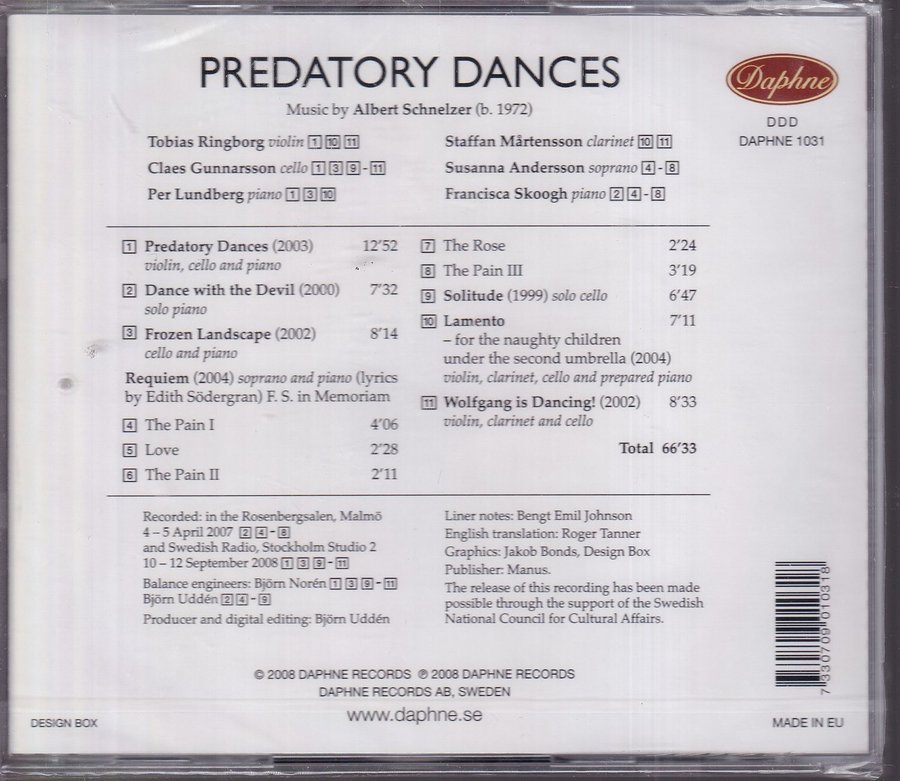 PREDATORY DANCES
Music by Albert Schnelzer (b. 1972)
Daphne
DDD
DAPHNE 1031
Tobias Ringborg violin 1 10 11
Claes Gunnarsson cello 1 3 9 - 11
Per Lundberg piano 1 3 10
Staffan Mårtensson clarinet 10 11
Susanna Andersson soprano 4 - 8
Francisca Skoogh piano 2 4 - 8
1 Predatory Dances (2003) 12'52
violin, cello and piano
2 Dance with the Devil (2000) 7'32
solo piano
3 Frozen Landscape (2002) 8'14
cello and piano
Requiem (2004) soprano and piano (lyrics
by Edith Södergran) F. S. in Memoriam
4 The Pain I 4'06
5 Love 2'28
6 The Pain II 2'11
7 The Rose 2'24
8 The Pain III 3'19
9 Solitude (1999) solo cello 6'47
10 Lamento 7'11
– for the naughty children
under the second umbrella (2004)
violin, clarinet, cello and prepared piano
11 Wolfgang is Dancing! (2002) 8'33
violin, clarinet and cello
Total 66'33
Recorded: in the Rosenbergsalen, Malmö
4 – 5 April 2007 2 4 - 8
and Swedish Radio, Stockholm Studio 2
10 – 12 September 2008 1 3 9 - 11
Balance engineers: Björn Norén 1 3 9 - 11
Björn Uddén 2 4 - 9
Producer and digital editing: Björn Uddén
Liner notes: Bengt Emil Johnson
English translation: Roger Tanner
Graphics: Jakob Bonds, Design Box
Publisher: Manus.
The release of this recording has been made
possible through the support of the Swedish
National Council for Cultural Affairs.
© 2008 DAPHNE RECORDS ℗ 2008 DAPHNE RECORDS
DAPHNE RECORDS AB, SWEDEN
www.daphne.se
DESIGN BOX
7 330709 010318
MADE IN EU